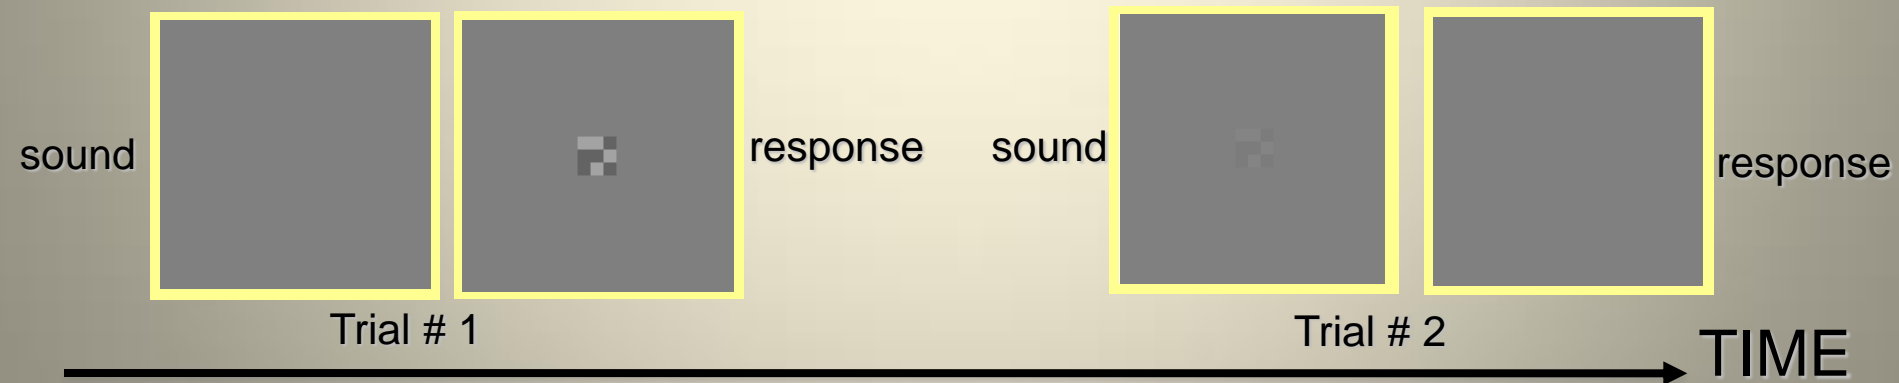 sound
response
sound
response
Trial # 1
Trial # 2
TIME